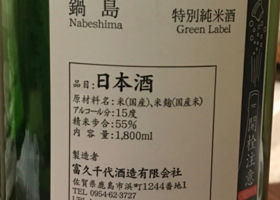 鍋島
Nabeshima
特別純米酒
Green Label
品目:日本酒
原材料名:米(国産)、米麹(国産米)
アルコール分:15度
精米歩合:55%
内容量:1,800ml
製造者
富久千代酒造有限会社
佐賀県鹿島市浜町1244番地1
TEL 0954-62-3727
開栓注意